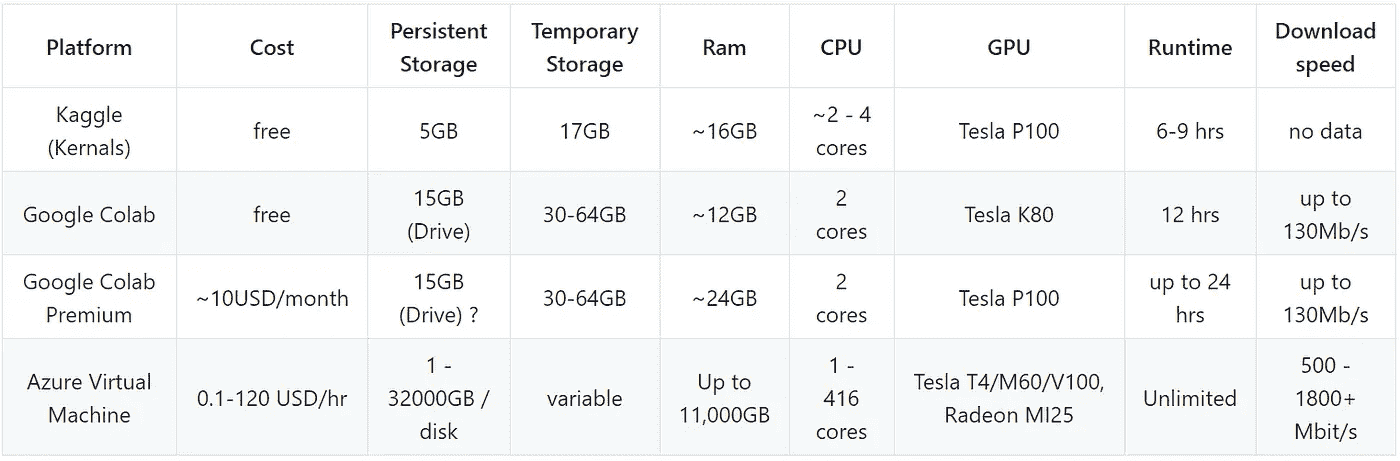 Platform
Cost
Persistent
Storage
Temporary
Storage
Ram
CPU
GPU
Runtime
Download
speed
Kaggle
(Kernals)
free
5GB
17GB
~16GB
~2 - 4
cores
Tesla P100
6-9 hrs
no data
Google Colab
free
15GB
(Drive)
30-64GB
~12GB
2
cores
Tesla K80
12 hrs
up to
130Mb/s
Google Colab
Premium
~10USD/month
15GB
(Drive) ?
30-64GB
~24GB
2
cores
Tesla P100
up to 24
hrs
up to
130Mb/s
Azure Virtual
Machine
0.1-120 USD/hr
1 -
32000GB /
disk
variable
Up to
11,000GB
1 -
416
cores
Tesla T4/M60/V100,
Radeon MI25
Unlimited
500 -
1800+
Mbit/s